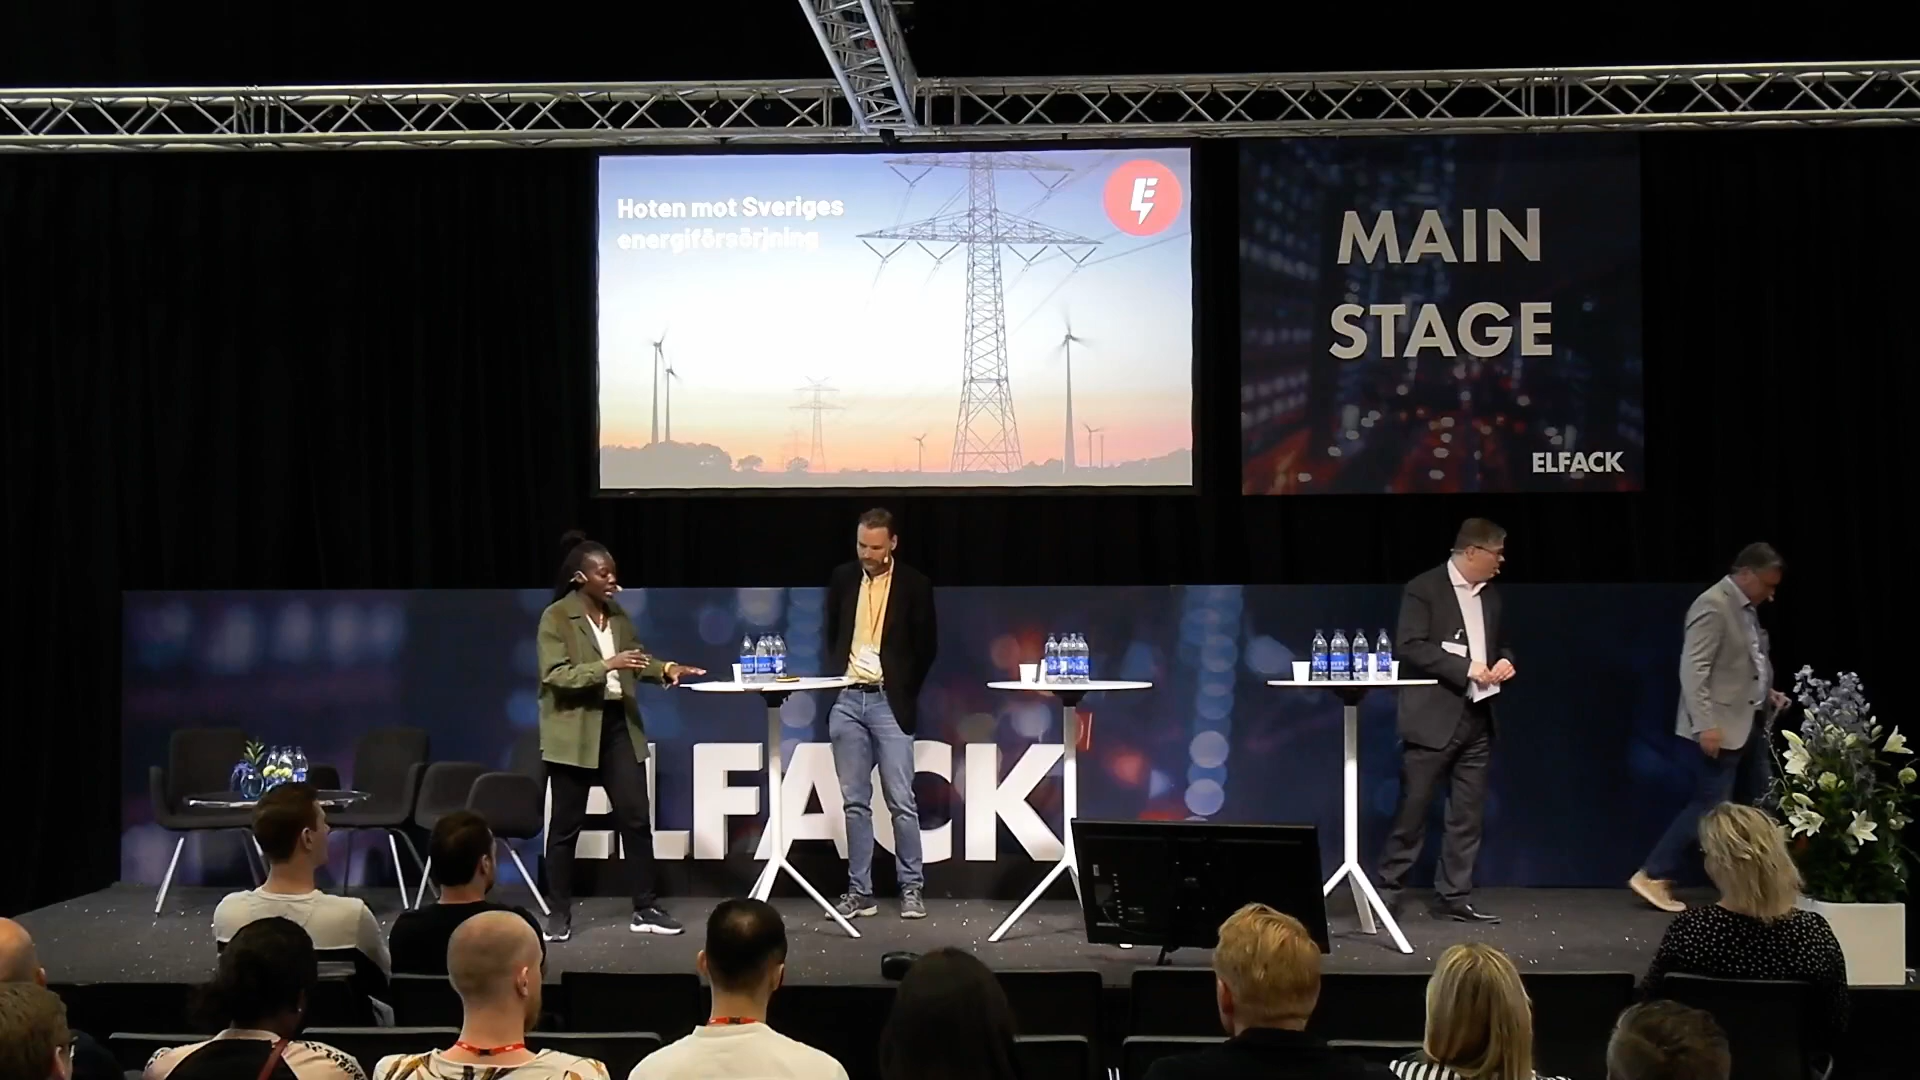 Hoten mot Sveriges
energiförsörjning
MAIN
STAGE
ELFACK
ELFACK